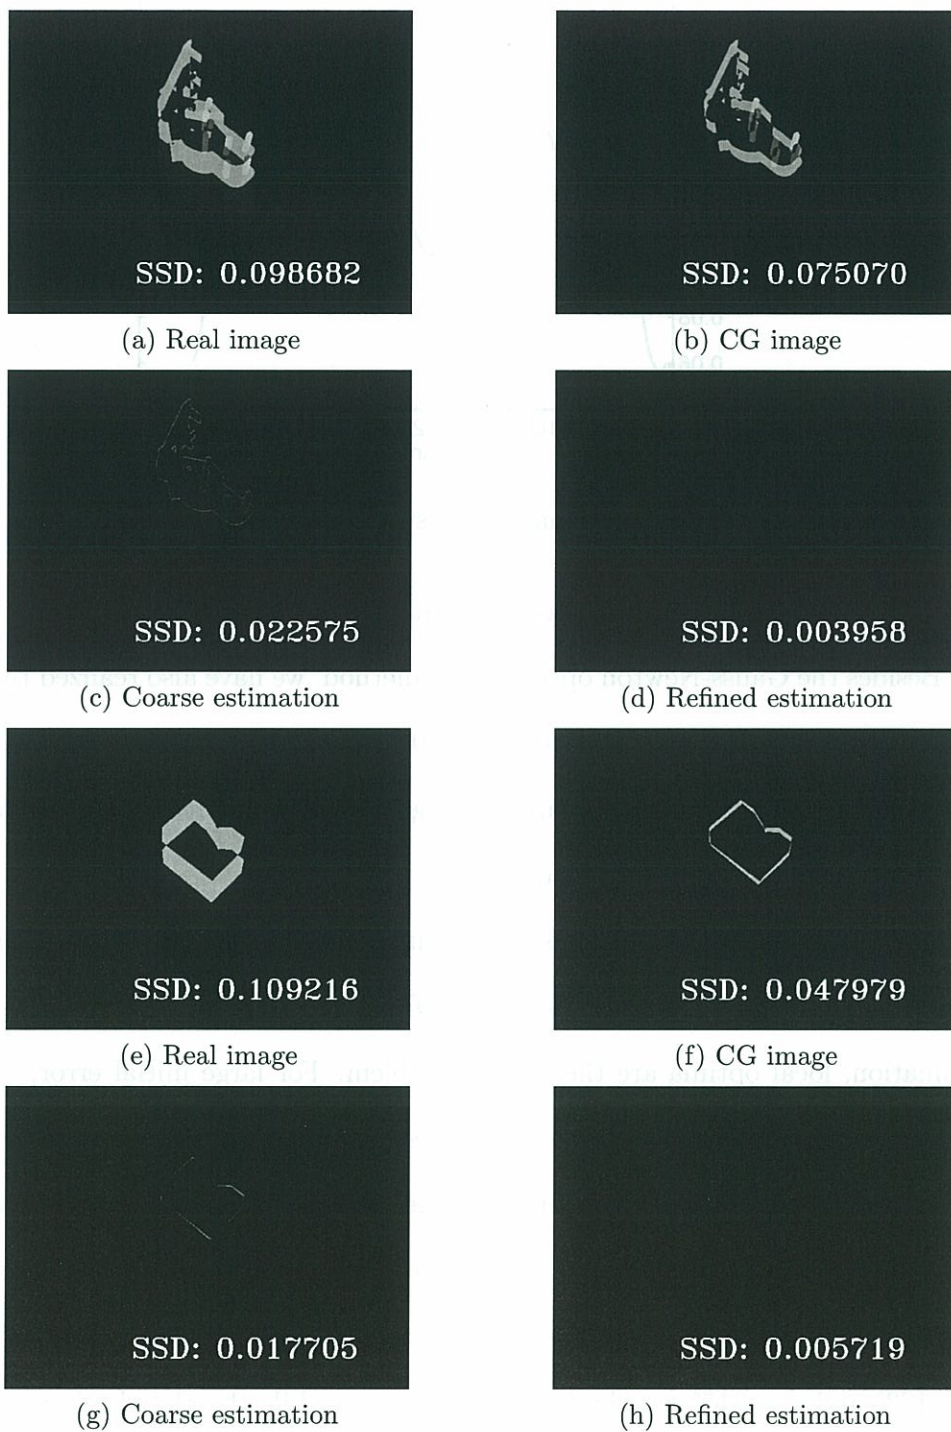 SSD: 0.098682
SSD: 0.075070
(a) Real image
(b) CG image
SSD: 0.022575
SSD: 0.003958
(c) Coarse estimation
(d) Refined estimation
SSD: 0.109216
SSD: 0.047979
(e) Real image
(f) CG image
SSD: 0.017705
SSD: 0.005719
(g) Coarse estimation
(h) Refined estimation